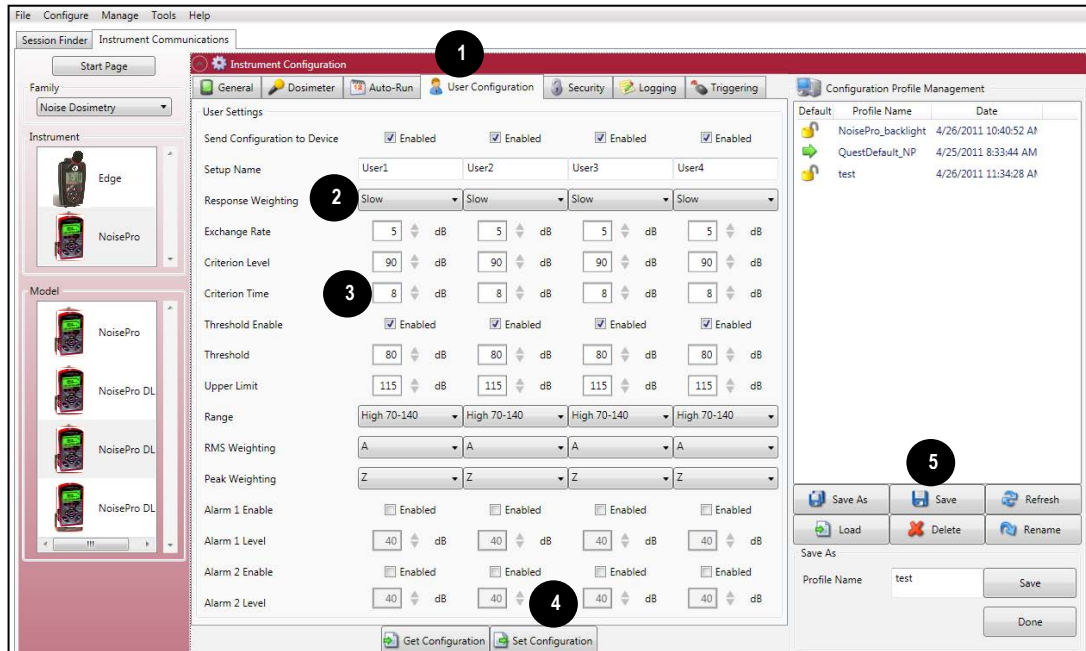 File Configure Manage Tools Help
Session Finder Instrument Communications
Start Page
Family
Noise Dosimetry
Instrument
Edge
NoisePro
Model
NoisePro
NoisePro DL
NoisePro DL
NoisePro DL
1
Instrument Configuration
General Dosimeter 12 Auto-Run User Configuration Security Logging Triggering
User Settings
Send Configuration to Device Enabled Enabled Enabled Enabled
Setup Name User1 User2 User3 User4
Response Weighting 2 Slow Slow Slow Slow
Exchange Rate 5 dB 5 dB 5 dB 5 dB
Criterion Level 90 dB 90 dB 90 dB 90 dB
Criterion Time 3 8 dB 8 dB 8 dB 8 dB
Threshold Enable Enabled Enabled Enabled Enabled
Threshold 80 dB 80 dB 80 dB 80 dB
Upper Limit 115 dB 115 dB 115 dB 115 dB
Range High 70-140 High 70-140 High 70-140 High 70-140
RMS Weighting A A A A
Peak Weighting Z Z Z Z
Alarm 1 Enable Enabled Enabled Enabled Enabled
Alarm 1 Level 40 dB 40 dB 40 dB 40 dB
Alarm 2 Enable Enabled Enabled Enabled Enabled
Alarm 2 Level 40 dB 40 4 40 dB 40 dB
Get Configuration Set Configuration
Configuration Profile Management
Default Profile Name Date
NoisePro_backlight 4/26/2011 10:40:52 AM
QuestDefault_NP 4/25/2011 8:33:44 AM
test 4/26/2011 11:34:28 AM
5
Save As Save Refresh
Load Delete Rename
Save As
Profile Name test Save
Done